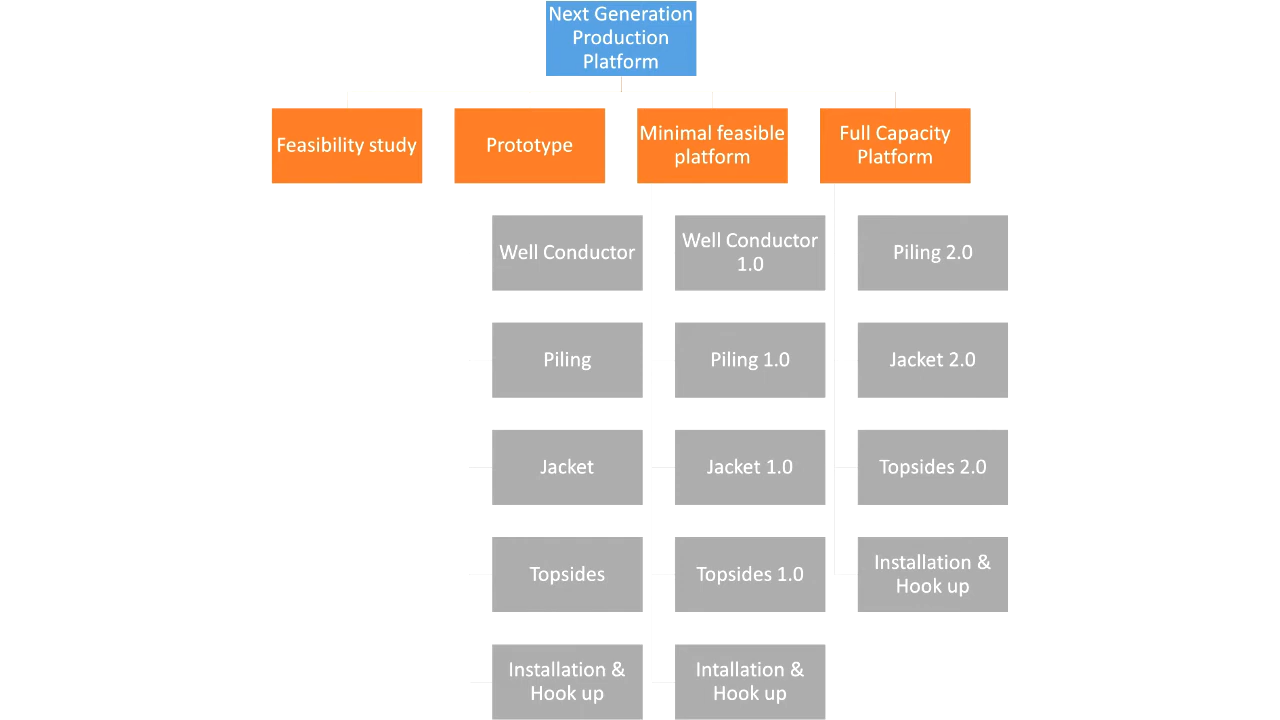 Next Generation
Production
Platform
Feasibility study
Prototype
Minimal feasible
platform
Full Capacity
Platform
Well Conductor
Well Conductor
1.0
Piling 2.0
Piling
Piling 1.0
Jacket 2.0
Jacket
Jacket 1.0
Topsides 2.0
Topsides
Topsides 1.0
Installation &
Hook up
Installation &
Hook up
Intallation &
Hook up